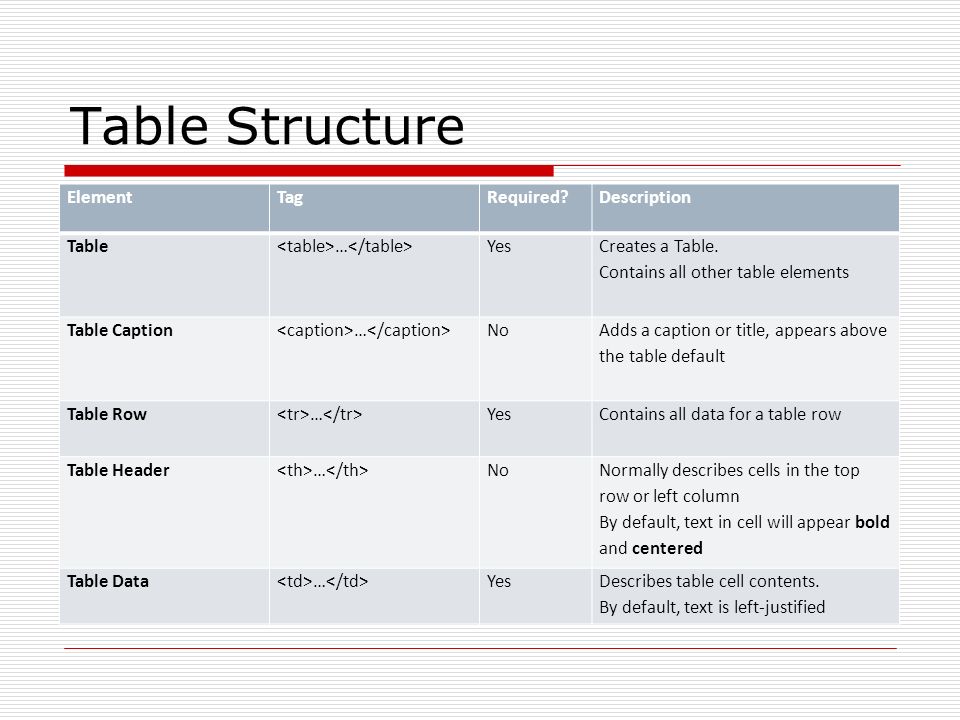 Table Structure
Element Tag Required? Description
Table <table>…</table> Yes Creates a Table.
Contains all other table elements
Table Caption <caption>…</caption> No Adds a caption or title, appears above
the table default
Table Row <tr>…</tr> Yes Contains all data for a table row
Table Header <th>…</th> No Normally describes cells in the top
row or left column
By default, text in cell will appear bold
and centered
Table Data <td>…</td> Yes Describes table cell contents.
By default, text is left-justified